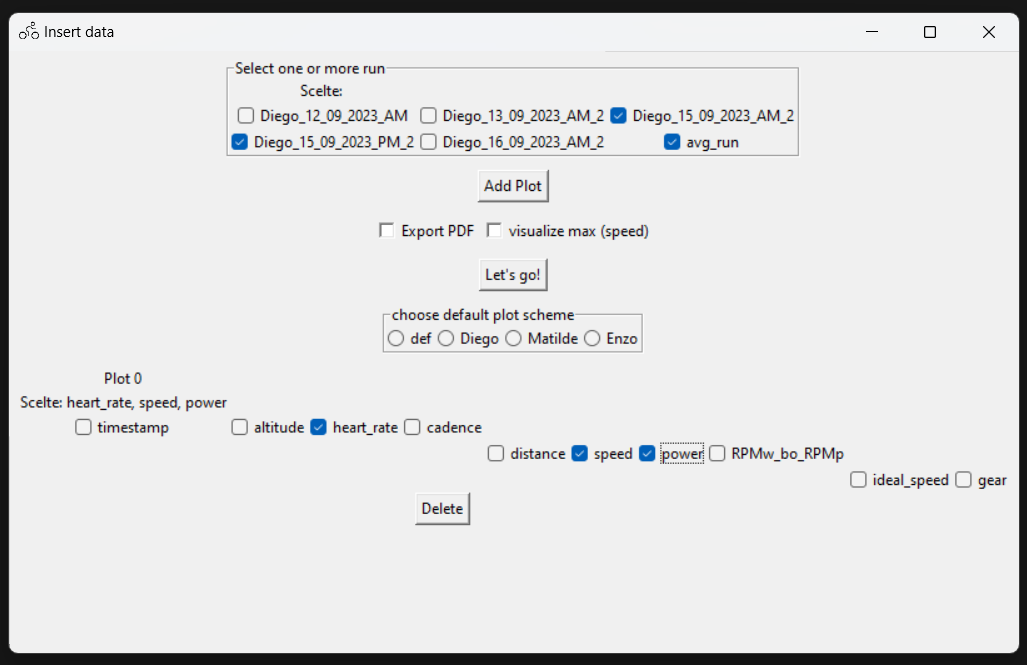 Insert data
Select one or more run
Scelte:
Diego_12_09_2023_AM Diego_13_09_2023_AM_2 Diego_15_09_2023_AM_2
Diego_15_09_2023_PM_2 Diego_16_09_2023_AM_2 avg_run
Add Plot
Export PDF visualize max (speed)
Let's go!
choose default plot scheme
def Diego Matilde Enzo
Plot 0
Scelte: heart_rate, speed, power
timestamp altitude heart_rate cadence
distance speed power RPMw_bo_RPMp
ideal_speed gear
Delete